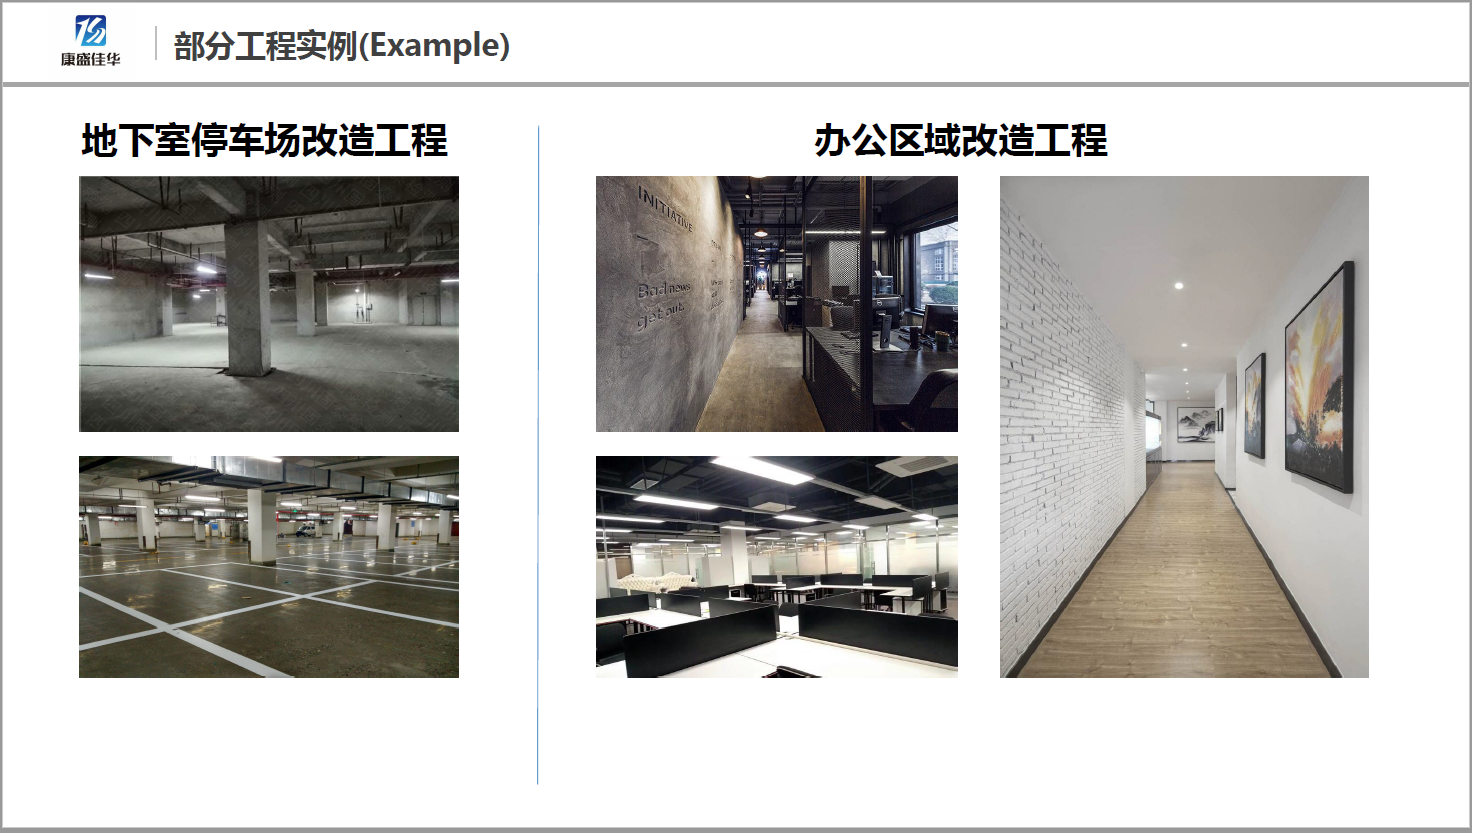 康盛佳华
部分工程实例(Example)
地下室停车场改造工程
办公区域改造工程
INITIATIVE
Bad news
get out.